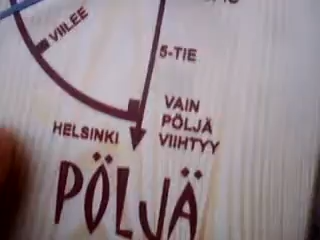 VIILEE
5-TIE
VAIN
PÖLJÄ
VIIHTYY
HELSINKI
PÖLJÄ